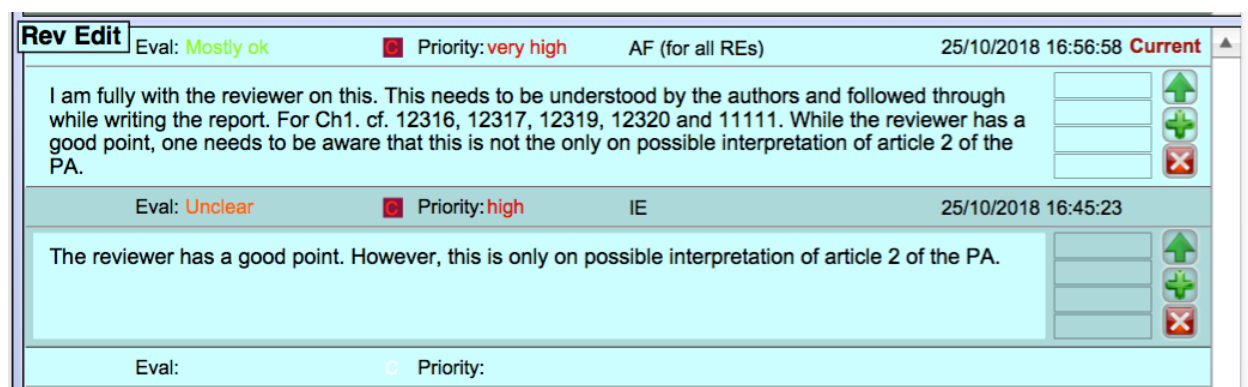 Rev Edit
Eval: Mostly ok C Priority: very high AF (for all REs) 25/10/2018 16:56:58 Current
I am fully with the reviewer on this. This needs to be understood by the authors and followed through
while writing the report. For Ch1. cf. 12316, 12317, 12319, 12320 and 11111. While the reviewer has a
good point, one needs to be aware that this is not the only on possible interpretation of article 2 of the
PA.
Eval: Unclear C Priority: high IE 25/10/2018 16:45:23
The reviewer has a good point. However, this is only on possible interpretation of article 2 of the PA.
Eval: C Priority: